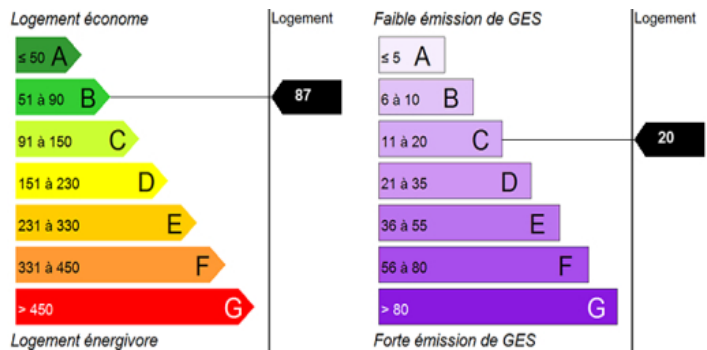 Logement économe
Logement
≤ 50 A
51 à 90 B
87
91 à 150 C
151 à 230 D
231 à 330 E
331 à 450 F
> 450 G
Logement énergivore
Faible émission de GES
Logement
≤ 5 A
6 à 10 B
11 à 20 C
20
21 à 35 D
36 à 55 E
56 à 80 F
> 80 G
Forte émission de GES